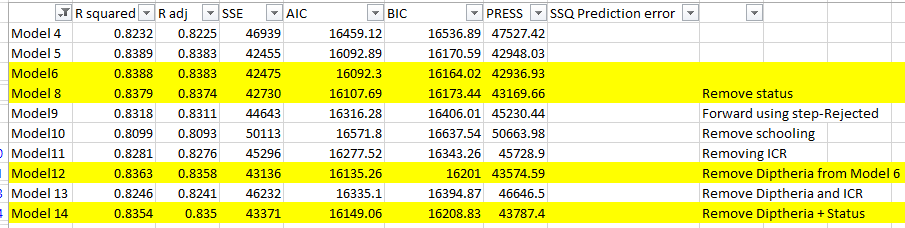 R squared R adj SSE AIC BIC PRESS SSQ Prediction error
Model 4 0.8232 0.8225 46939 16459.12 16536.89 47527.42
Model 5 0.8389 0.8383 42455 16092.89 16170.59 42948.03
Model6 0.8388 0.8383 42475 16092.3 16164.02 42936.93
Model 8 0.8379 0.8374 42730 16107.69 16173.44 43169.66 Remove status
Model9 0.8318 0.8311 44643 16316.28 16406.01 45230.44 Forward using step-Rejected
Model10 0.8099 0.8093 50113 16571.8 16637.54 50663.98 Remove schooling
Model11 0.8281 0.8276 45296 16277.52 16343.26 45728.9 Removing ICR
Model12 0.8363 0.8358 43136 16135.26 16201 43574.59 Remove Diptheria from Model 6
Model 13 0.8246 0.8241 46232 16335.1 16394.87 46646.5 Remove Diptheria and ICR
Model 14 0.8354 0.835 43371 16149.06 16208.83 43787.4 Remove Diptheria + Status